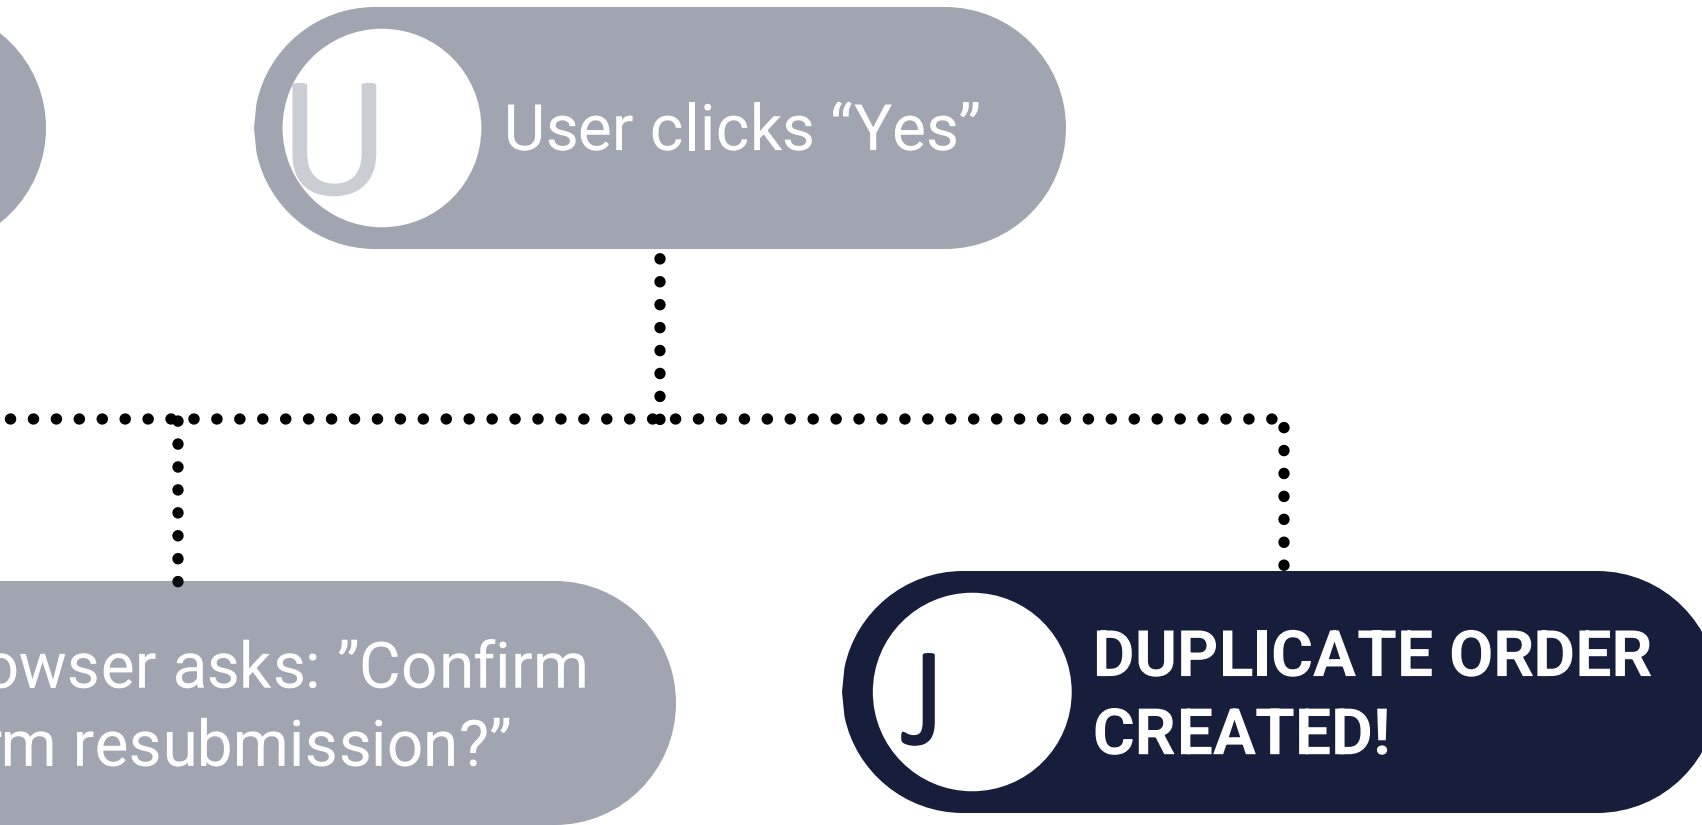 U
User clicks “Yes”
owser asks: ”Confirm
rm resubmission?”
J
DUPLICATE ORDER
CREATED!